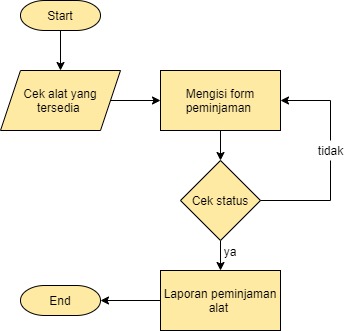 Start
Cek alat yang
tersedia
Mengisi form
peminjaman
tidak
Cek status
ya
Laporan peminjaman
alat
End